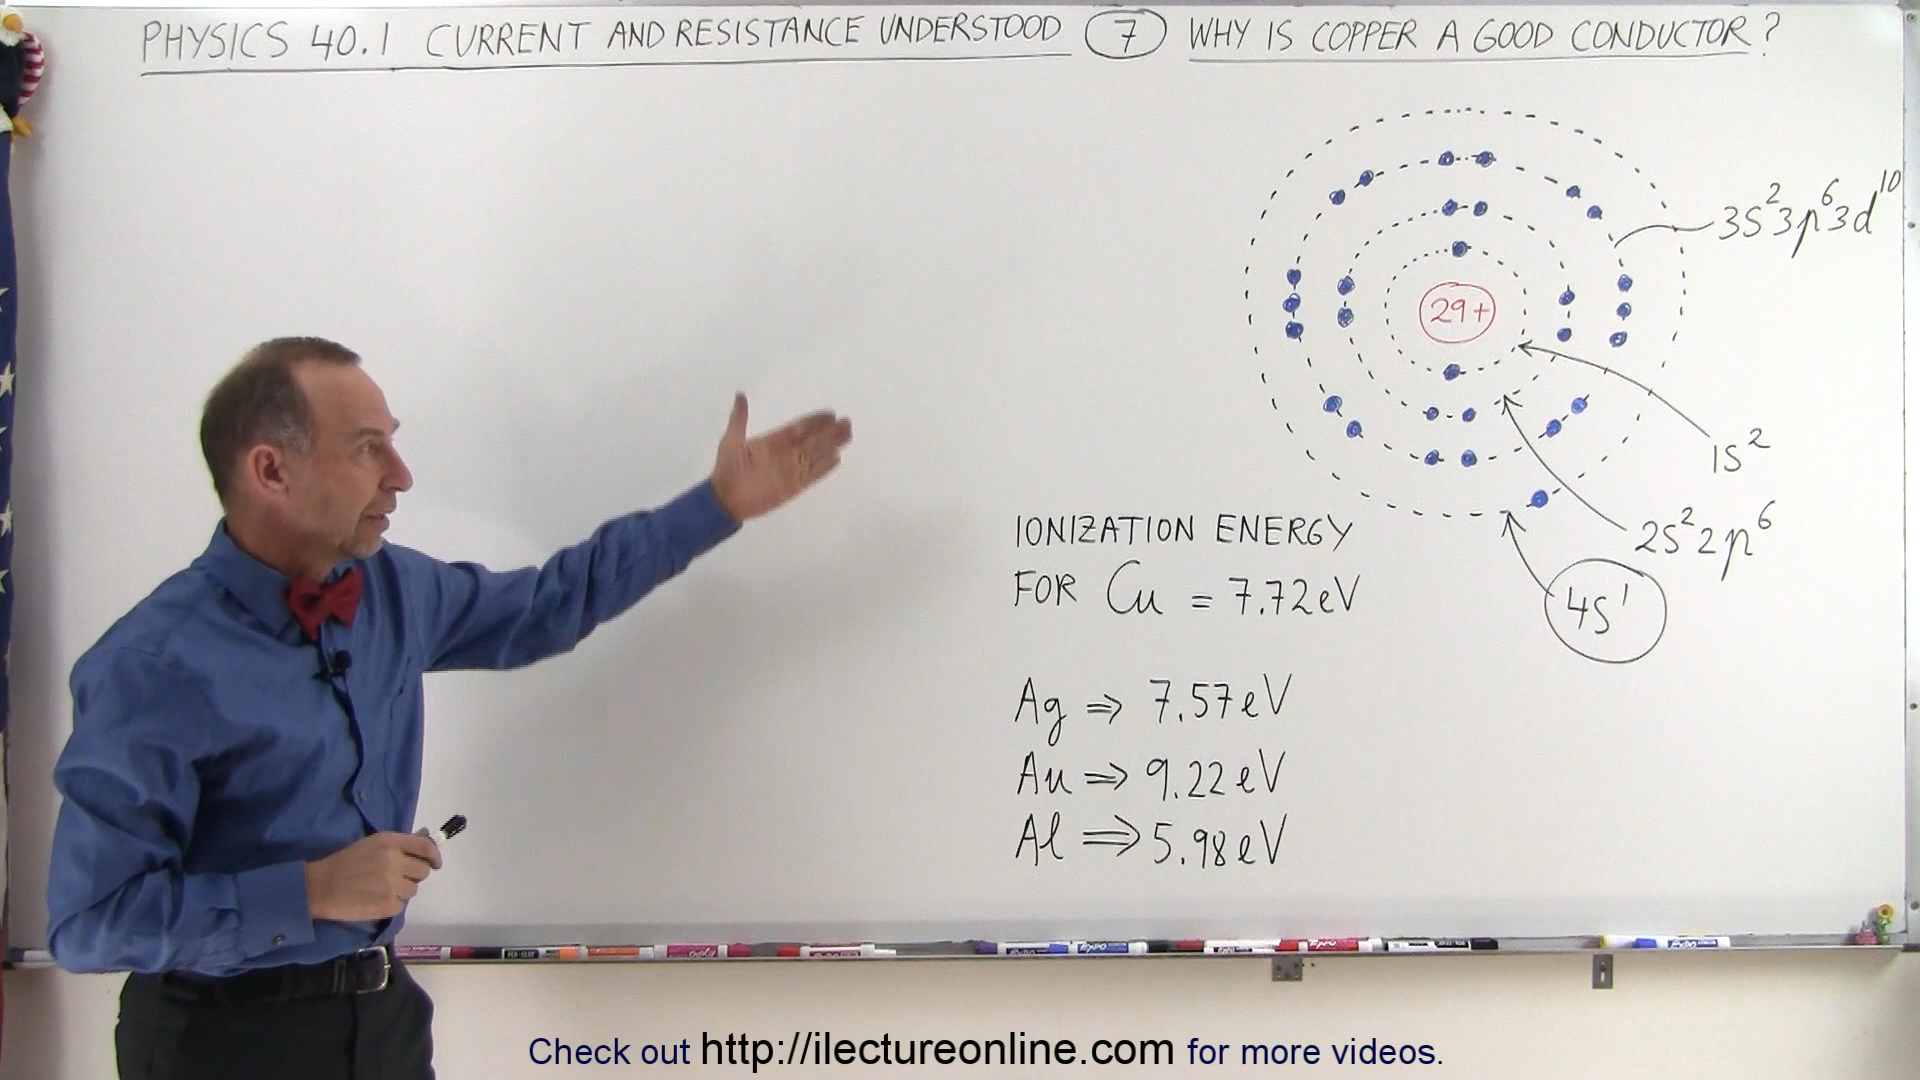 PHYSICS 40.1 CURRENT AND RESISTANCE UNDERSTOOD 7 WHY IS COPPER A GOOD CONDUCTOR?
3s²3p⁶3d¹⁰
29+
1s²
2s²2p⁶
4s¹
IONIZATION ENERGY
FOR Cu = 7.72eV
Ag ⇒ 7.57eV
Au ⇒ 9.22eV
Al ⇒ 5.98eV
Check out http://ilectureonline.com for more videos.